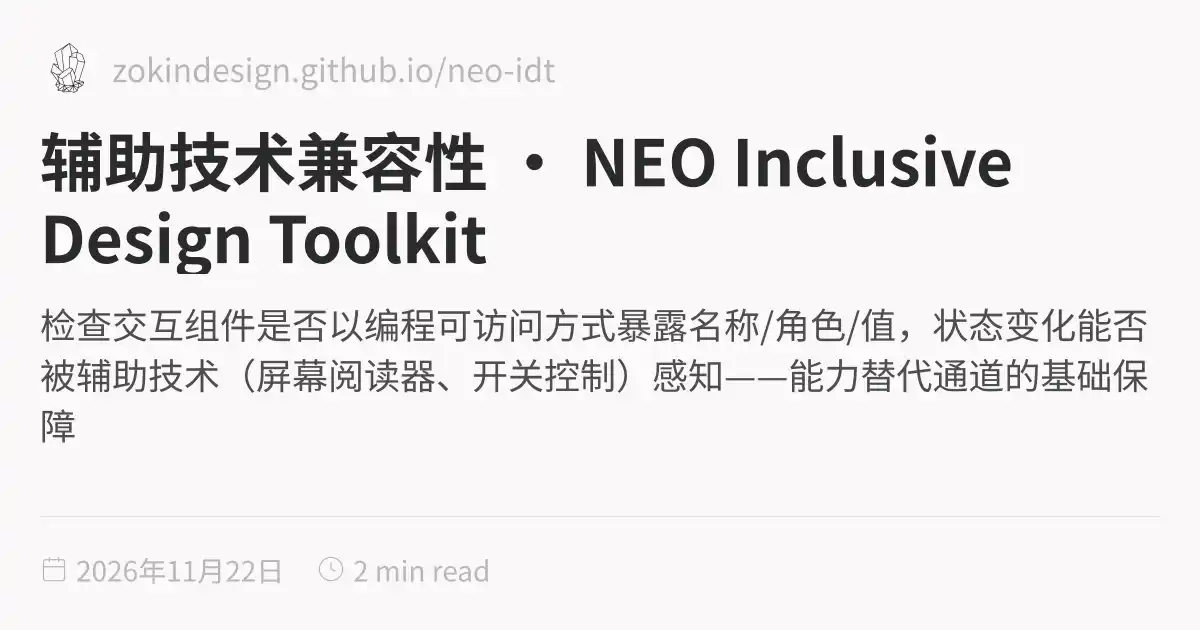 zokindesign.github.io/neo-idt
辅助技术兼容性 · NEO Inclusive
Design Toolkit
检查交互组件是否以编程可访问方式暴露名称/角色/值，状态变化能否
被辅助技术（屏幕阅读器、开关控制）感知——能力替代通道的基础保
障
2026年11月22日 2 min read